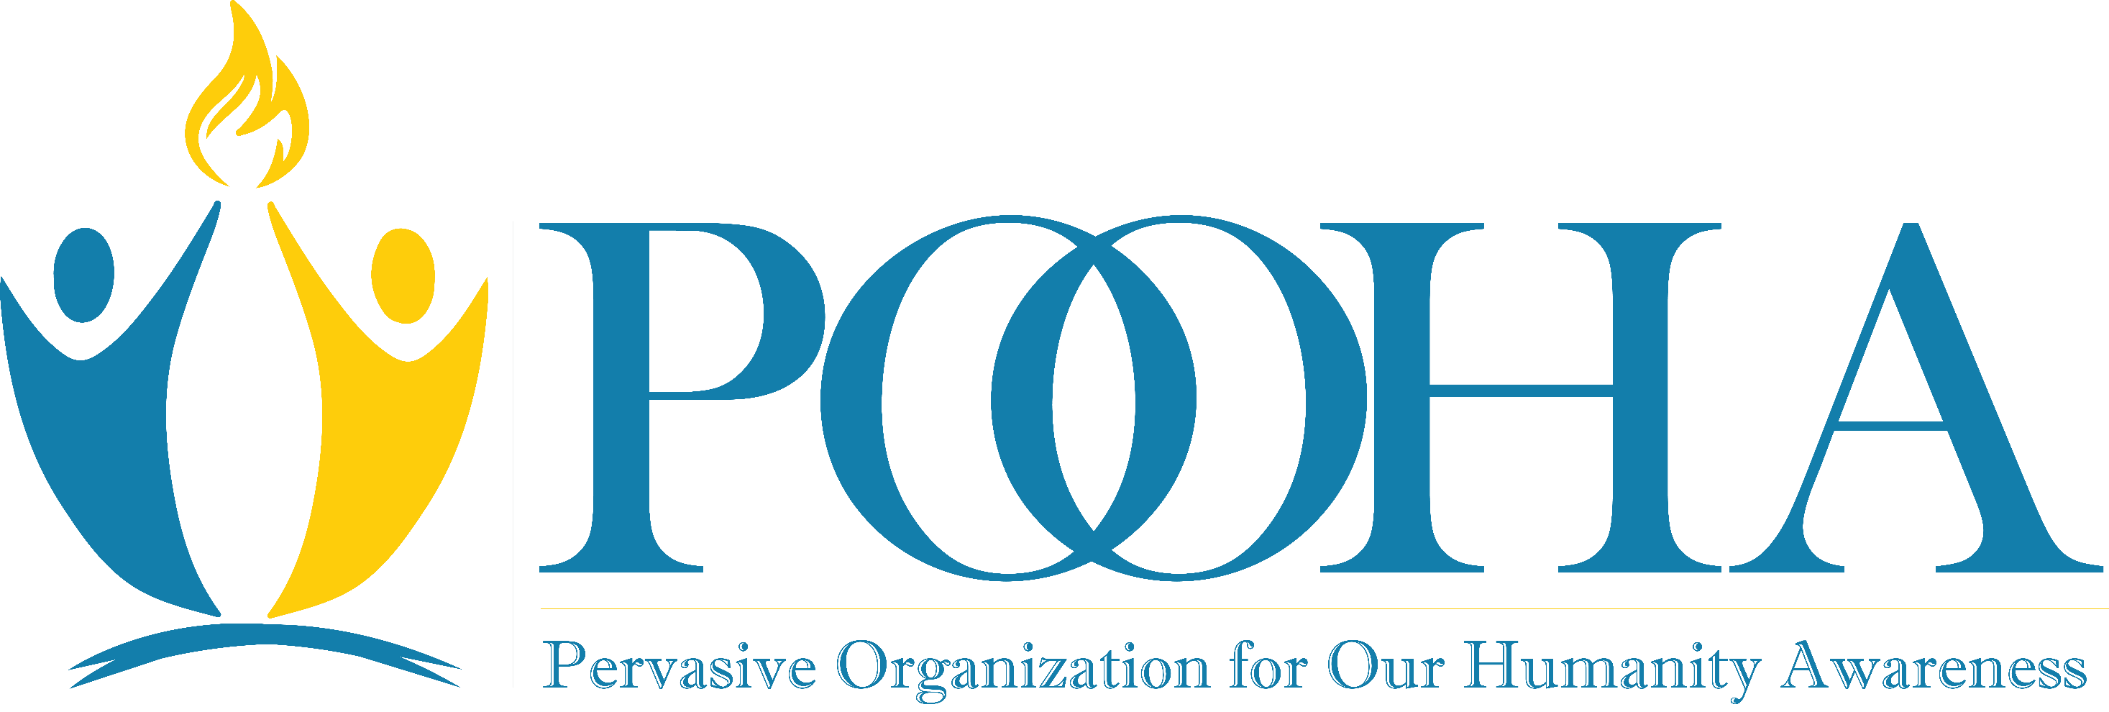 POOHA
Pervasive Organization for Our Humanity Awareness